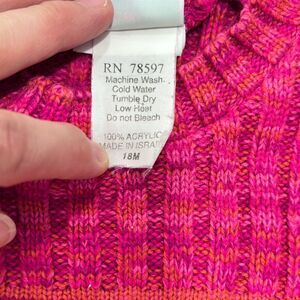 RN 78597
Machine Wash
Cold Water
Tumble Dry
Low Heat
Do not Bleach
100% ACRYLIC
MADE IN ISRAEL
18M